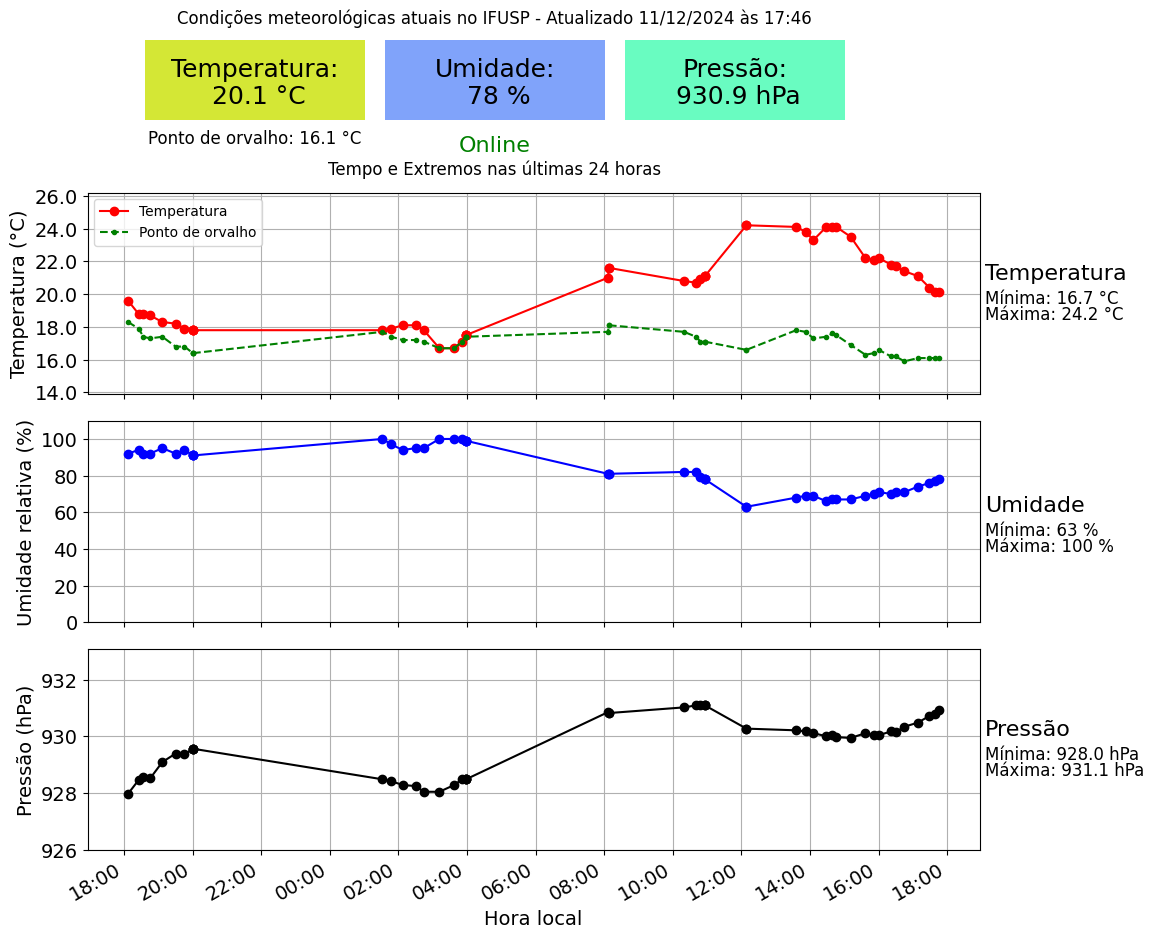 Condições meteorológicas atuais no IFUSP - Atualizado 11/12/2024 às 17:46
Temperatura:
20.1 °C
Umidade:
78 %
Pressão:
930.9 hPa
Ponto de orvalho: 16.1 °C
Online
Tempo e Extremos nas últimas 24 horas
Temperatura (°C)
26.0
24.0
22.0
20.0
18.0
16.0
14.0
Temperatura
Ponto de orvalho
Temperatura
Mínima: 16.7 °C
Máxima: 24.2 °C
Umidade relativa (%)
100
80
60
40
20
0
Umidade
Mínima: 63 %
Máxima: 100 %
Pressão (hPa)
932
930
928
926
Pressão
Mínima: 928.0 hPa
Máxima: 931.1 hPa
18:00 20:00 22:00 00:00 02:00 04:00 06:00 08:00 10:00 12:00 14:00 16:00 18:00
Hora local